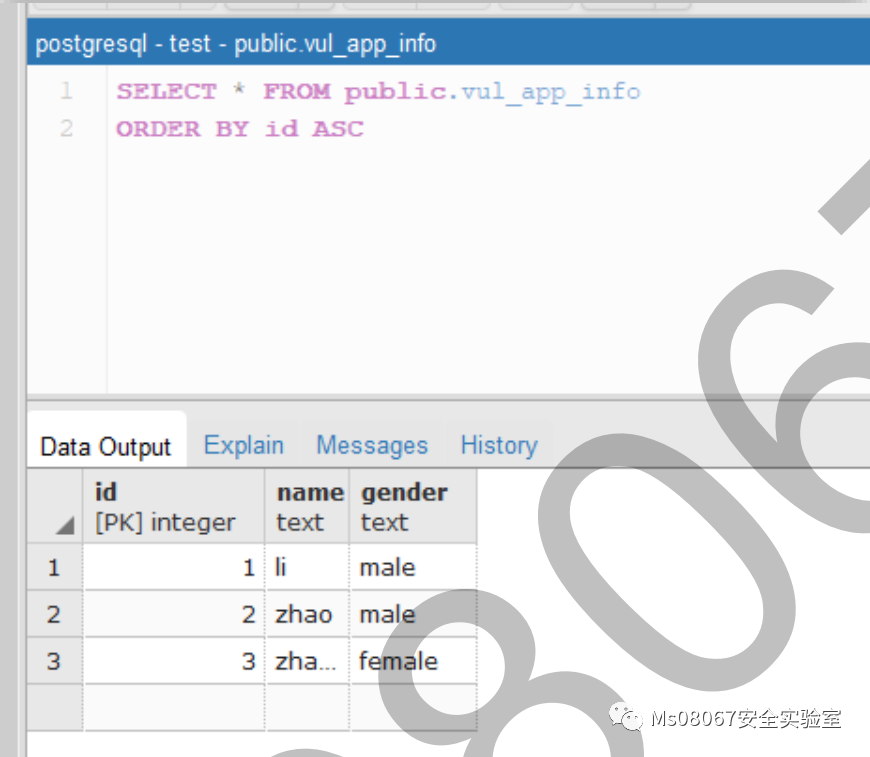 postgresql - test - public.vul_app_info
1 SELECT * FROM public.vul_app_info
2 ORDER BY id ASC
Data Output Explain Messages History
id name gender
[PK] integer text text
1 1 li male
2 2 zhao male
3 3 zha... female
Ms08067安全实验室
806